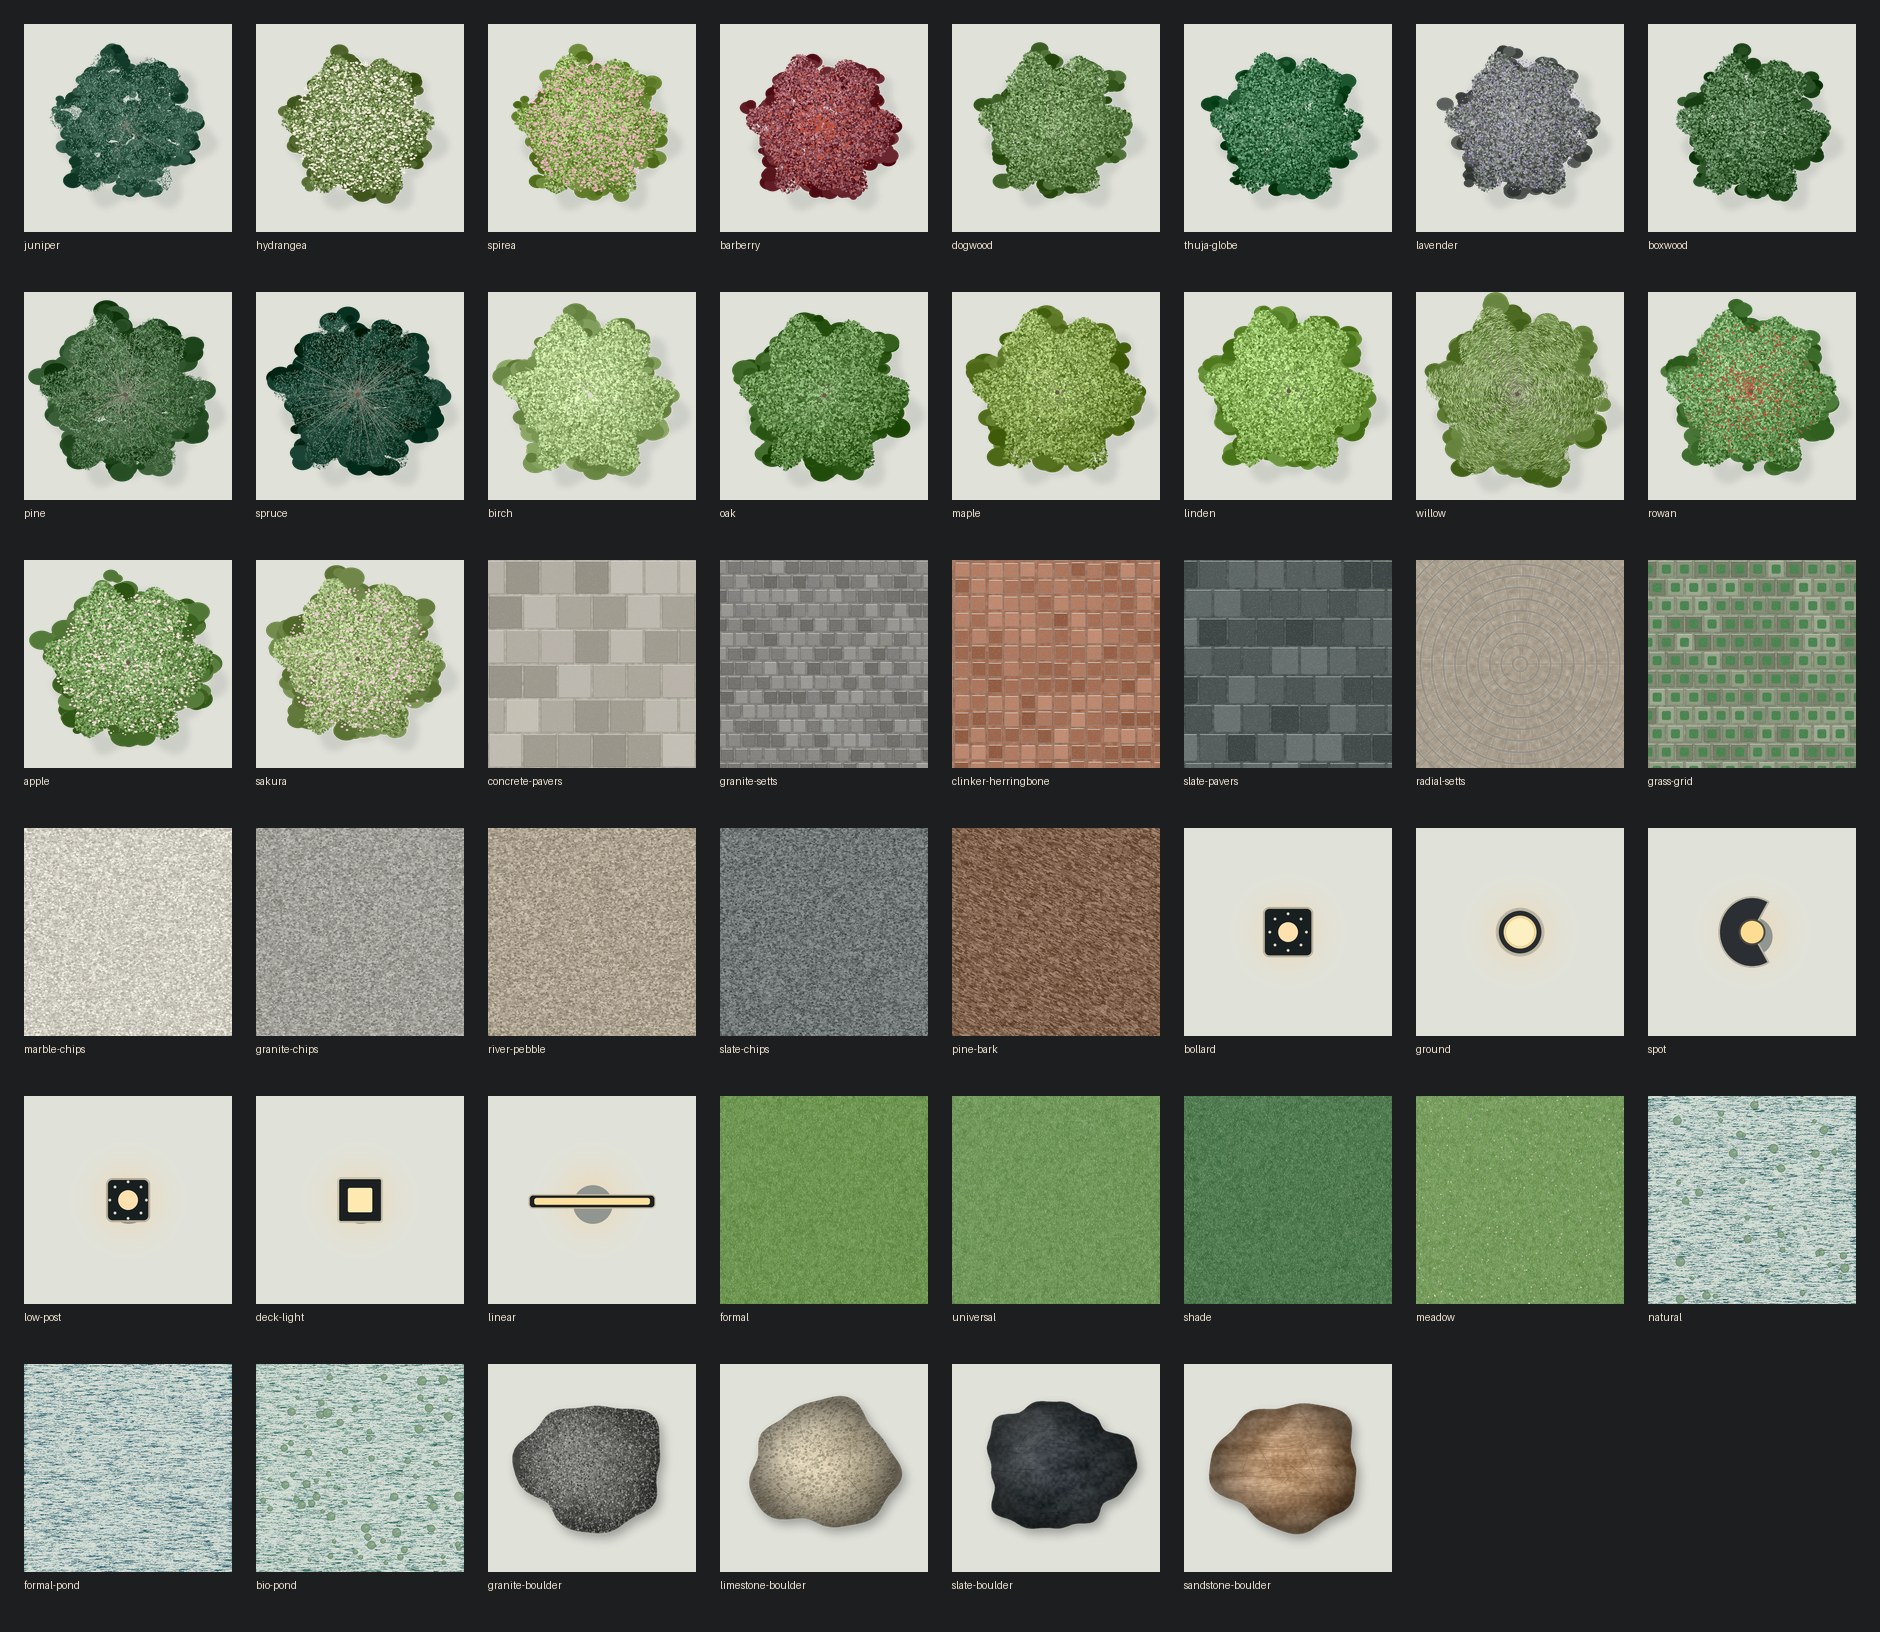 juniper
hydrangea
spirea
barberry
dogwood
thuja-globe
lavender
boxwood
pine
spruce
birch
oak
maple
linden
willow
rowan
apple
sakura
concrete-pavers
granite-setts
clinker-herringbone
slate-pavers
radial-setts
grass-grid
marble-chips
granite-chips
river-pebble
slate-chips
pine-bark
bollard
ground
spot
low-post
deck-light
linear
formal
universal
shade
meadow
natural
formal-pond
bio-pond
granite-boulder
limestone-boulder
slate-boulder
sandstone-boulder